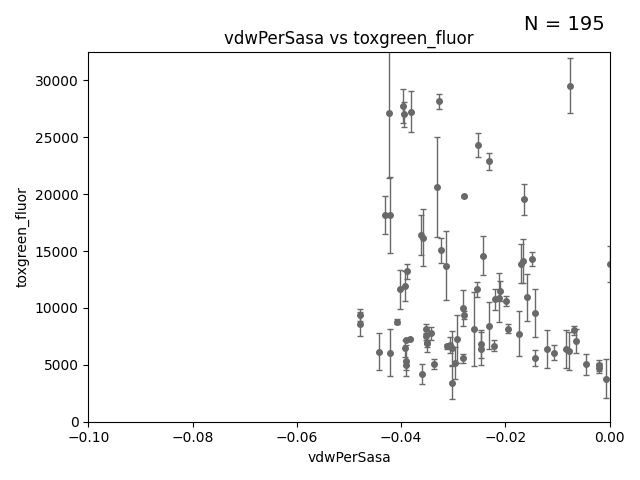 N = 195
vdwPerSasa vs toxgreen_fluor
toxgreen_fluor
30000
25000
20000
15000
10000
5000
0
−0.10 −0.08 −0.06 −0.04 −0.02 0.00
vdwPerSasa